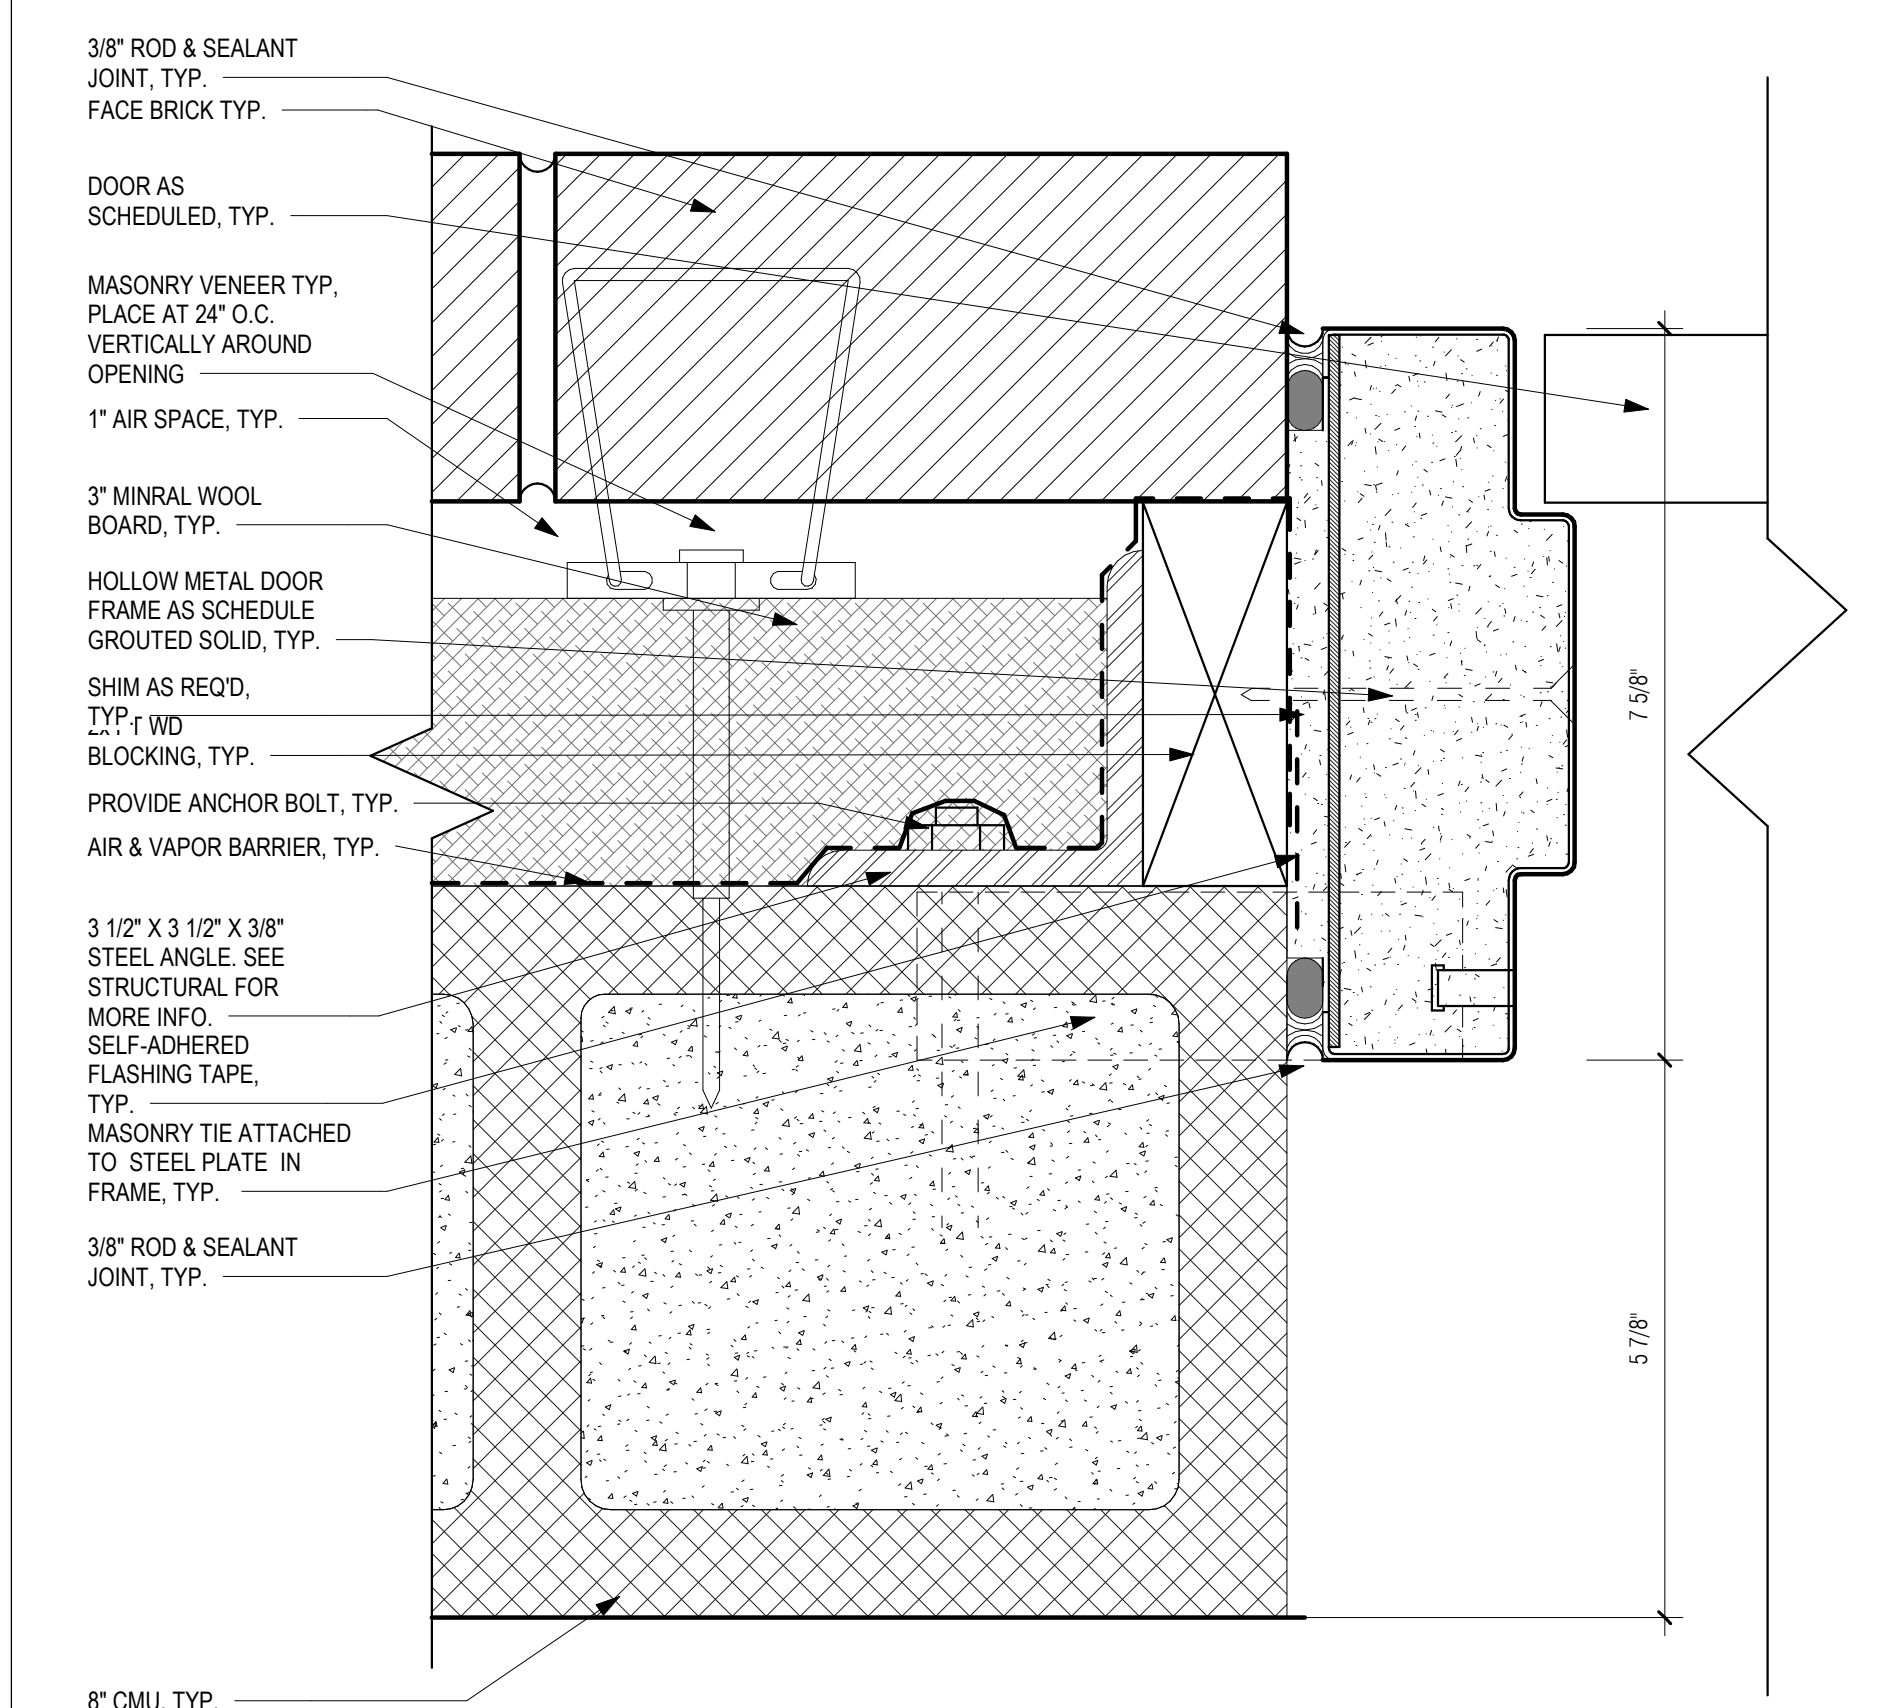 3/8" ROD & SEALANT
JOINT, TYP.
FACE BRICK TYP.
DOOR AS
SCHEDULED, TYP.
MASONRY VENEER TYP,
PLACE AT 24" O.C.
VERTICALLY AROUND
OPENING
1" AIR SPACE, TYP.
3" MINRAL WOOL
BOARD, TYP.
HOLLOW METAL DOOR
FRAME AS SCHEDULE
GROUTED SOLID, TYP.
SHIM AS REQ'D,
TYP.
WD
BLOCKING, TYP.
PROVIDE ANCHOR BOLT, TYP.
AIR & VAPOR BARRIER, TYP.
3 1/2" X 3 1/2" X 3/8"
STEEL ANGLE. SEE
STRUCTURAL FOR
MORE INFO.
SELF-ADHERED
FLASHING TAPE,
TYP.
MASONRY TIE ATTACHED
TO STEEL PLATE IN
FRAME, TYP.
3/8" ROD & SEALANT
JOINT, TYP.
8" CMU, TYP.
7 5/8"
5 7/8"